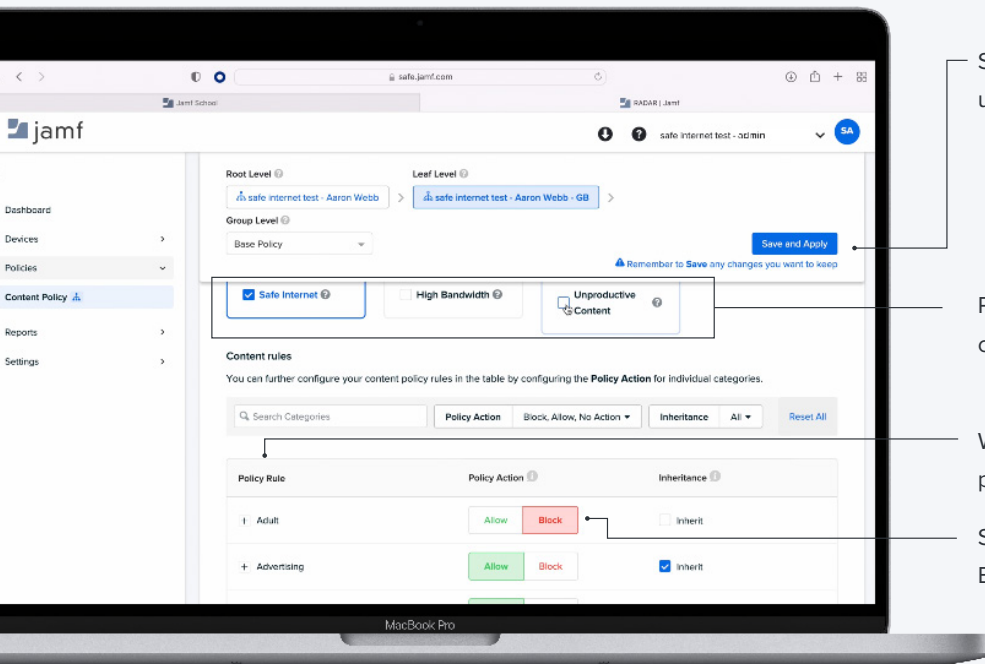 safe.jamf.com
Jamf School
RADAR | Jamf
jamf
safe internet test - admin
SA
Root Level
Leaf Level
safe internet test - Aaron Webb
safe internet test - Aaron Webb - GB
Group Level
Base Policy
Save and Apply
Remember to Save any changes you want to keep
Dashboard
Devices
Policies
Content Policy
Reports
Settings
Safe Internet
High Bandwidth
Unproductive
Content
Content rules
You can further configure your content policy rules in the table by configuring the Policy Action for individual categories.
Search Categories
Policy Action
Block, Allow, No Action
Inheritance
All
Reset All
Policy Rule
Policy Action
Inheritance
Adult
Allow
Block
Inherit
+ Advertising
Allow
Block
Inherit
MacBook Pro